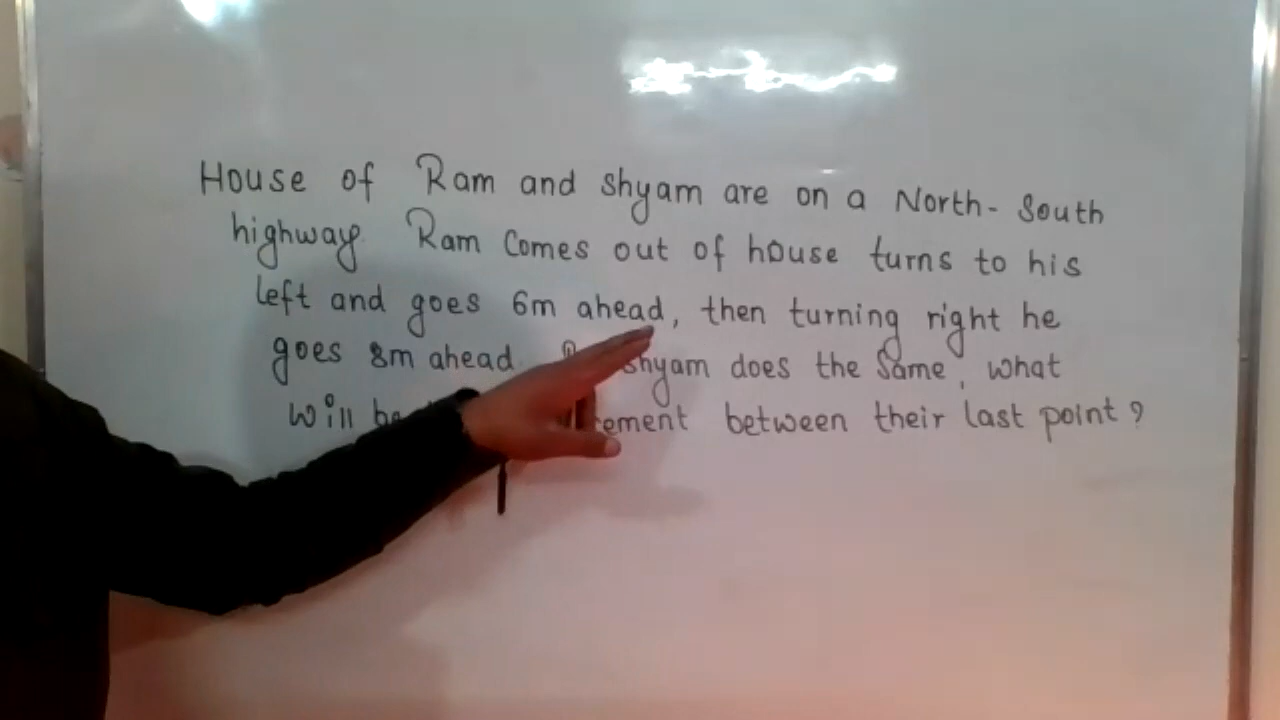 House of Ram and shyam are on a North- South
highway. Ram Comes out of house turns to his
left and goes 6m ahead, then turning right he
goes 8m ahead. shyam does the Same, what
will be between their last point?